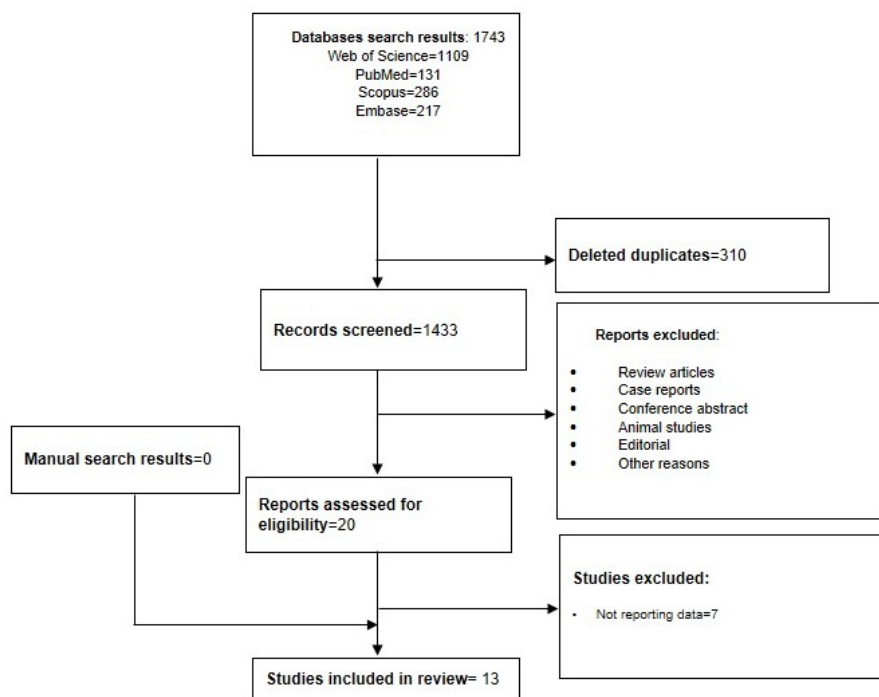 Databases search results: 1743
Web of Science=1109
PubMed=131
Scopus=286
Embase=217
Deleted duplicates=310
Records screened=1433
Reports excluded:
• Review articles
• Case reports
• Conference abstract
• Animal studies
• Editorial
• Other reasons
Manual search results=0
Reports assessed for
eligibility=20
Studies excluded:
- Not reporting data=7
Studies included in review= 13